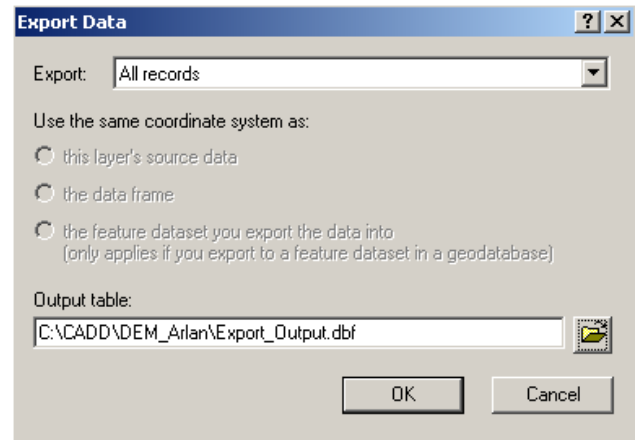 Export Data
Export: All records
Use the same coordinate system as:
this layer's source data
the data frame
the feature dataset you export the data into
(only applies if you export to a feature dataset in a geodatabase)
Output table:
C:\CADD\DEM_Arlan\Export_Output.dbf
OK Cancel